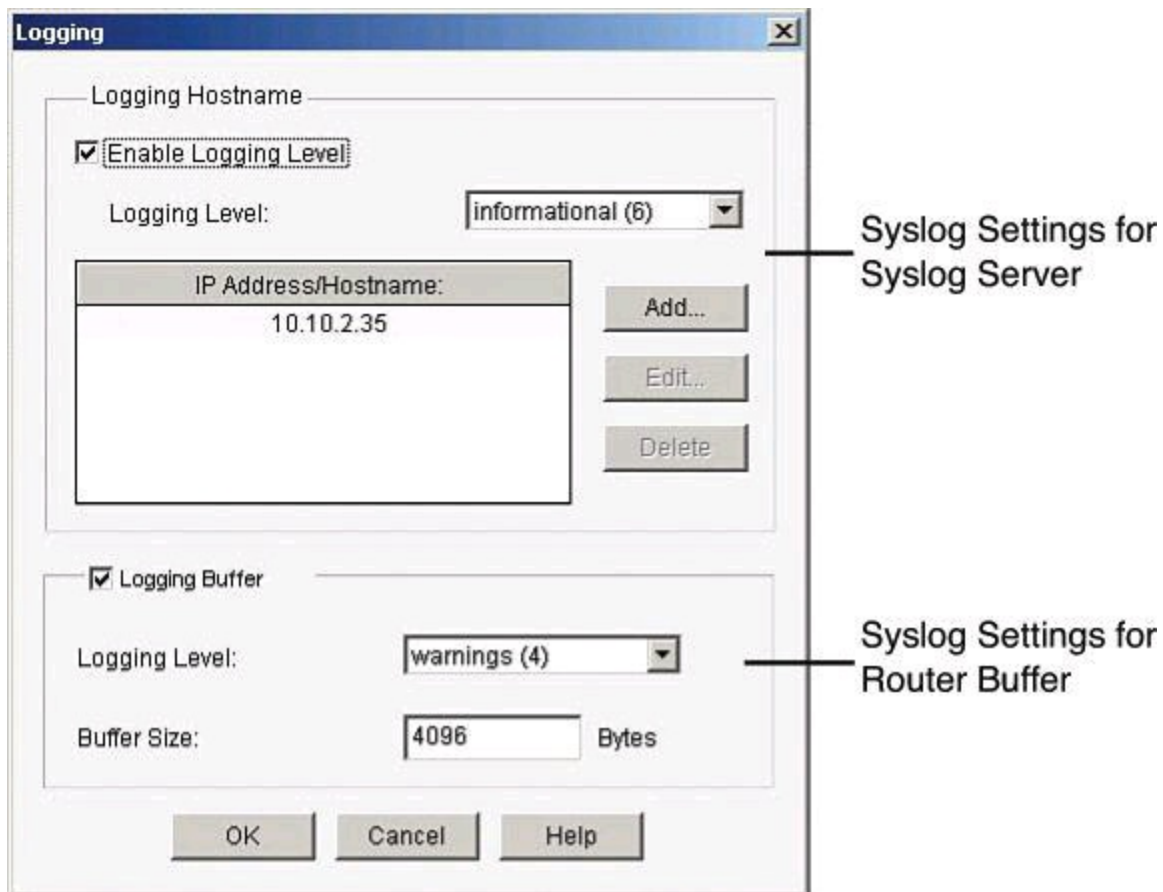 Logging
Logging Hostname
Enable Logging Level
Logging Level:
informational (6)
IP Address/Hostname:
10.10.2.35
Add...
Edit...
Delete
Syslog Settings for
Syslog Server
Logging Buffer
Logging Level:
warnings (4)
Buffer Size:
4096
Bytes
Syslog Settings for
Router Buffer
OK
Cancel
Help